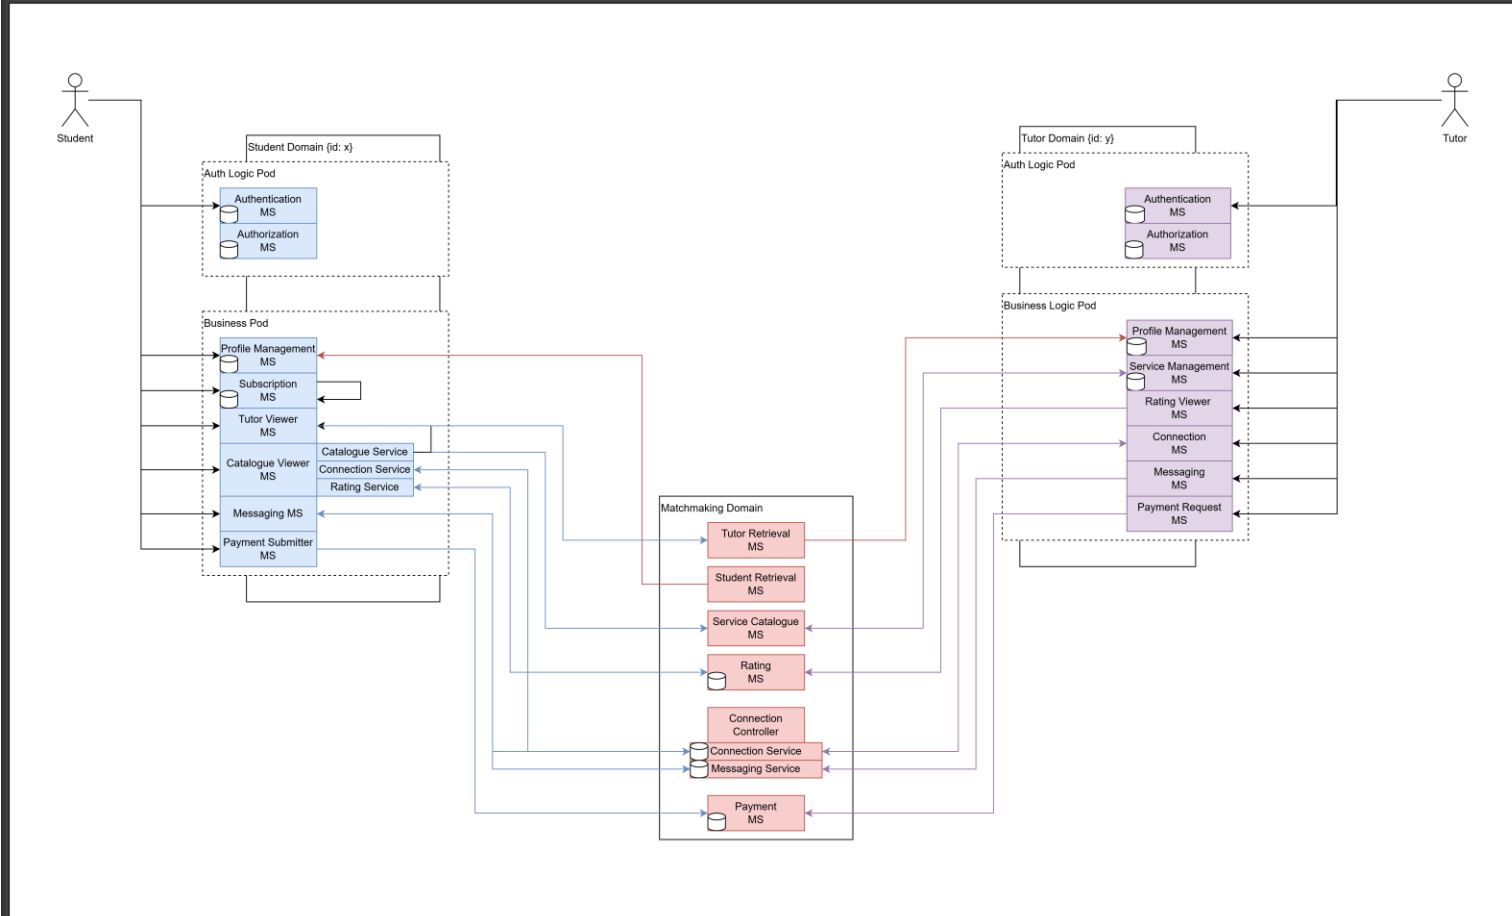 Student
Student Domain {id: x}
Auth Logic Pod
Authentication
MS
Authorization
MS
Business Pod
Profile Management
MS
Subscription
MS
Tutor Viewer
MS
Catalogue Viewer
MS
Catalogue Service
Connection Service
Rating Service
Messaging MS
Payment Submitter
MS
Matchmaking Domain
Tutor Retrieval
MS
Student Retrieval
MS
Service Catalogue
MS
Rating
MS
Connection
Controller
Connection Service
Messaging Service
Payment
MS
Tutor
Tutor Domain {id: y}
Auth Logic Pod
Authentication
MS
Authorization
MS
Business Logic Pod
Profile Management
MS
Service Management
MS
Rating Viewer
MS
Connection
MS
Messaging
MS
Payment Request
MS